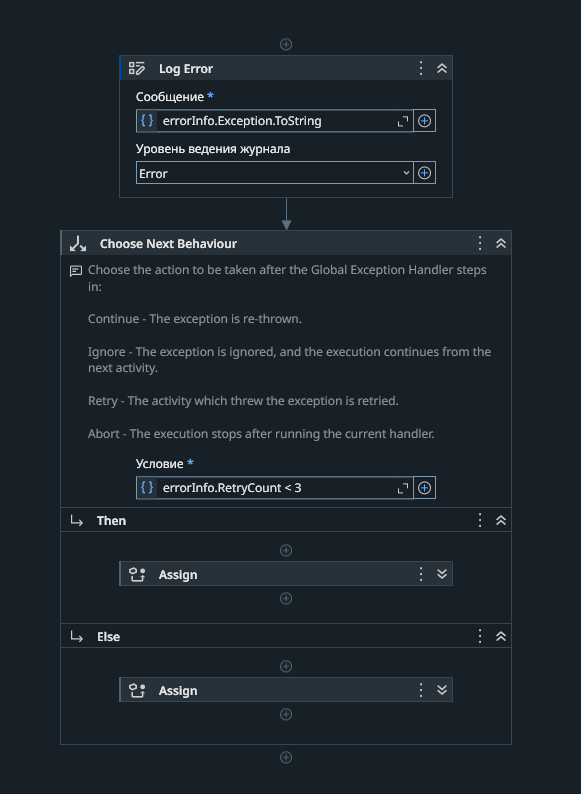 Log Error
Сообщение *
errorInfo.Exception.ToString
Уровень ведения журнала
Error
Choose Next Behaviour
Choose the action to be taken after the Global Exception Handler steps
in:
Continue - The exception is re-thrown.
Ignore - The exception is ignored, and the execution continues from the
next activity.
Retry - The activity which threw the exception is retried.
Abort - The execution stops after running the current handler.
Условие *
errorInfo.RetryCount < 3
Then
Assign
Else
Assign